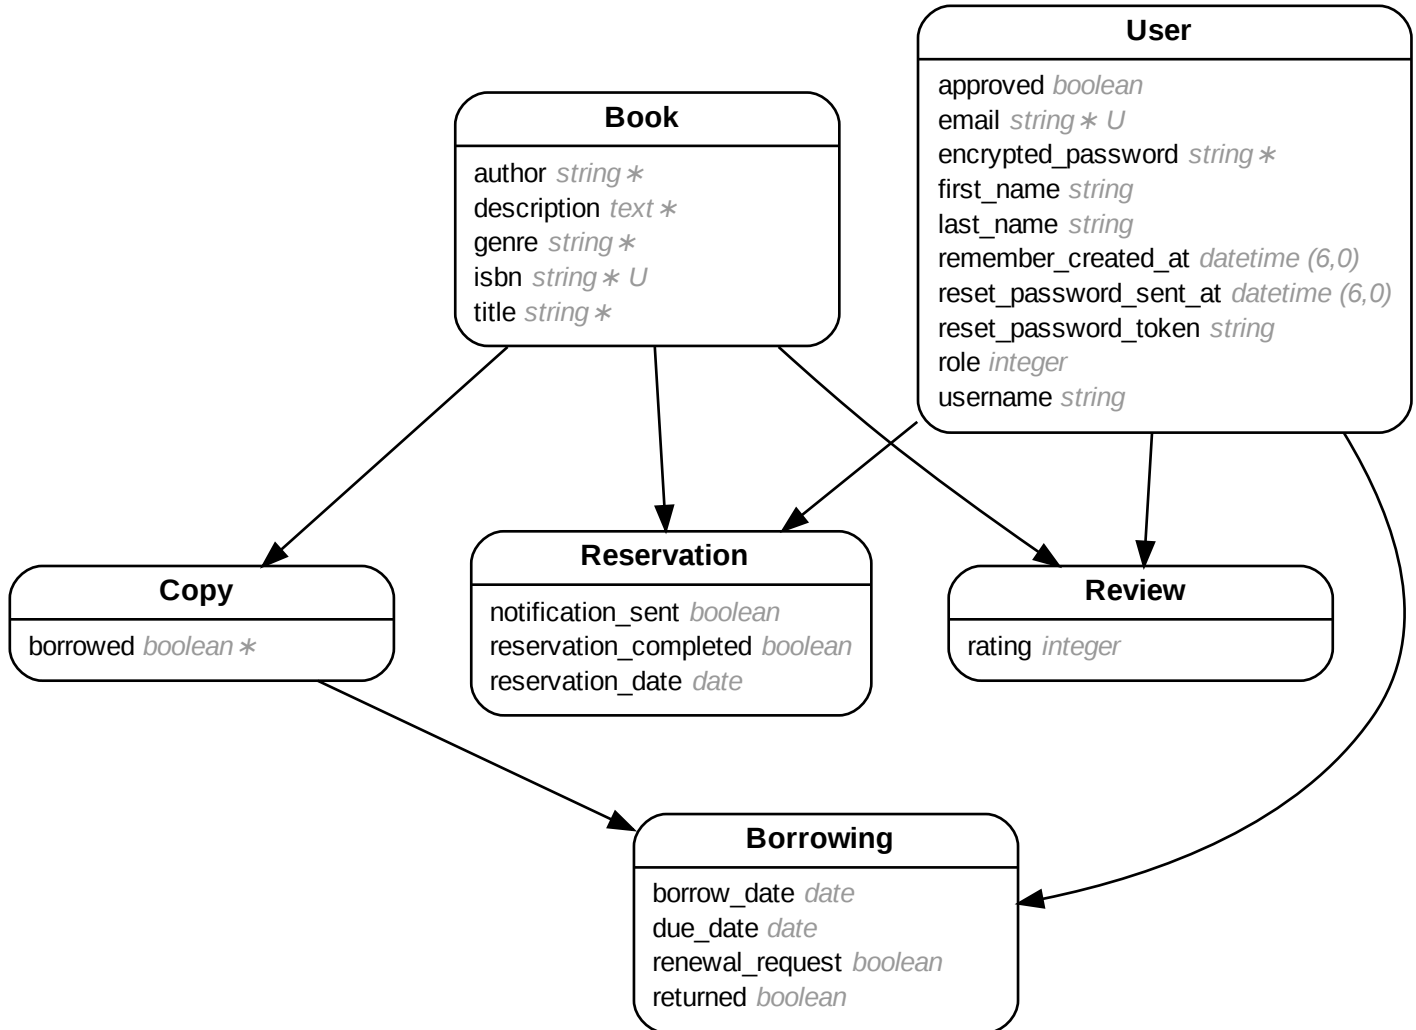 User
approved boolean
email string∗ U
encrypted_password string∗
first_name string
last_name string
remember_created_at datetime (6,0)
reset_password_sent_at datetime (6,0)
reset_password_token string
role integer
username string
Book
author string∗
description text∗
genre string∗
isbn string∗ U
title string∗
Copy
borrowed boolean∗
Reservation
notification_sent boolean
reservation_completed boolean
reservation_date date
Review
rating integer
Borrowing
borrow_date date
due_date date
renewal_request boolean
returned boolean